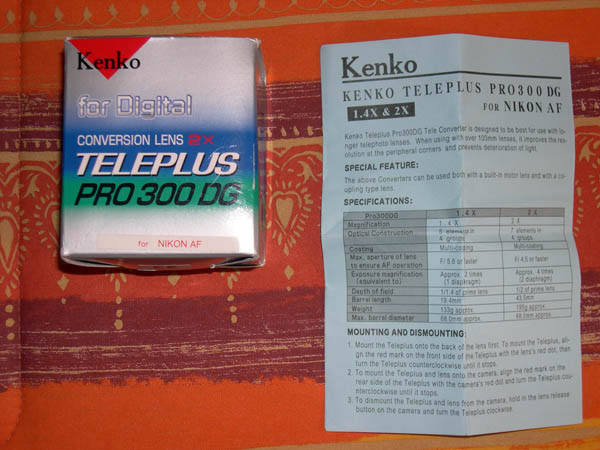 Kenko
for Digital
CONVERSION LENS 2X
TELEPLUS
PRO 300 DG
for NIKON AF
Kenko
KENKO TELEPLUS PRO300 DG
1.4X & 2X FOR NIKON AF
Kenko Teleplus Pro300DG Tele Converter is designed to be best for use with lo-
nger telephoto lenses. When using with over 100mm lenses, it improves the res-
olution at the peripheral corners and prevents deterioration of light.
SPECIAL FEATURE:
The above Converters can be used both with a built-in motor lens and with a co-
upling type lens.
SPECIFICATIONS:
Pro300DG 1.4X 2X
Magnification 1.4X 2X
Optical Construction 5 elements in 7 elements in
4 groups 4 groups
Coating Multi-coating Multi-coating
Max. aperture of lens F/5.6 or faster F/4.5 or faster
to ensure AF operation
Exposure magnification Approx. 2 times Approx. 4 times
(equivalent to) (1 diaphragm) (2 diaphragm)
Depth of field 1/1.4 of prime lens 1/2 of prime lens
Barrel length 19.4mm 43.5mm
Weight 133g approx. approx.
Max. barrel diameter 68.0mm approx. approx.
MOUNTING AND DISMOUNTING:
1. Mount the Teleplus onto the back of the lens first. To mount the Teleplus, ali-
gn the red mark on the front side of the Teleplus with the lens's red dot, then
turn the Teleplus counterclockwise until it stops.
2. To mount the Teleplus and lens onto the camera, align the red mark on the
rear side of the Teleplus with the camera's red dot and turn the Teleplus cou-
nterclockwise until it stops.
3. To dismount the Teleplus and lens from the camera, hold in the lens release
button on the camera and turn the Teleplus clockwise.